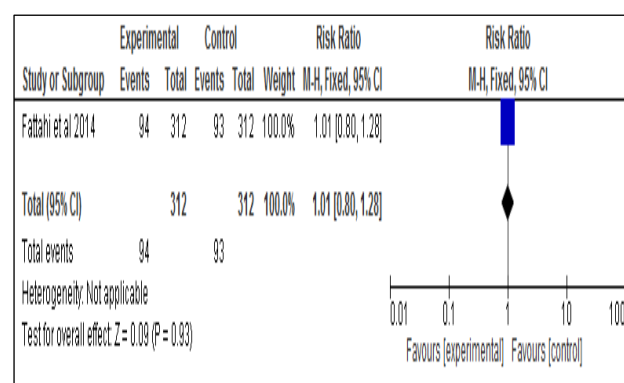 Experimental Control Risk Ratio Risk Ratio
Study or Subgroup Events Total Events Total Weight M-H, Fixed, 95% CI M-H, Fixed, 95% CI
Fattahi et al 2014 94 312 93 312 100.0% 1.01 [0.80, 1.28]
Total (95% CI) 312 312 100.0% 1.01 [0.80, 1.28]
Total events 94 93
Heterogeneity: Not applicable
Test for overall effect: Z = 0.09 (P = 0.93)
0.01 0.1 1 10 100
Favours [experimental] Favours [control]